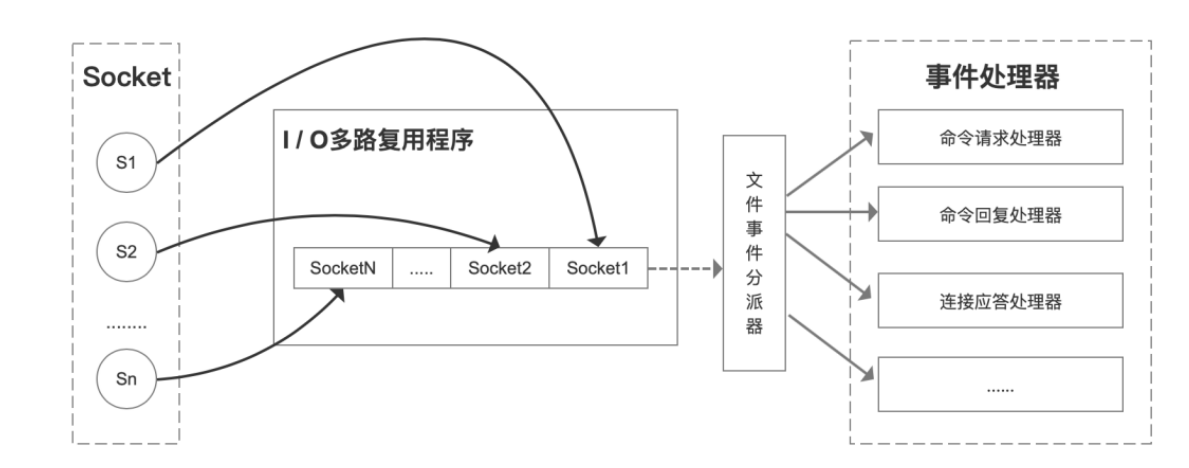 Socket
S1
S2
........
Sn
I / O多路复用程序
SocketN
.....
Socket2
Socket1
文件事件分派器
事件处理器
命令请求处理器
命令回复处理器
连接应答处理器
......